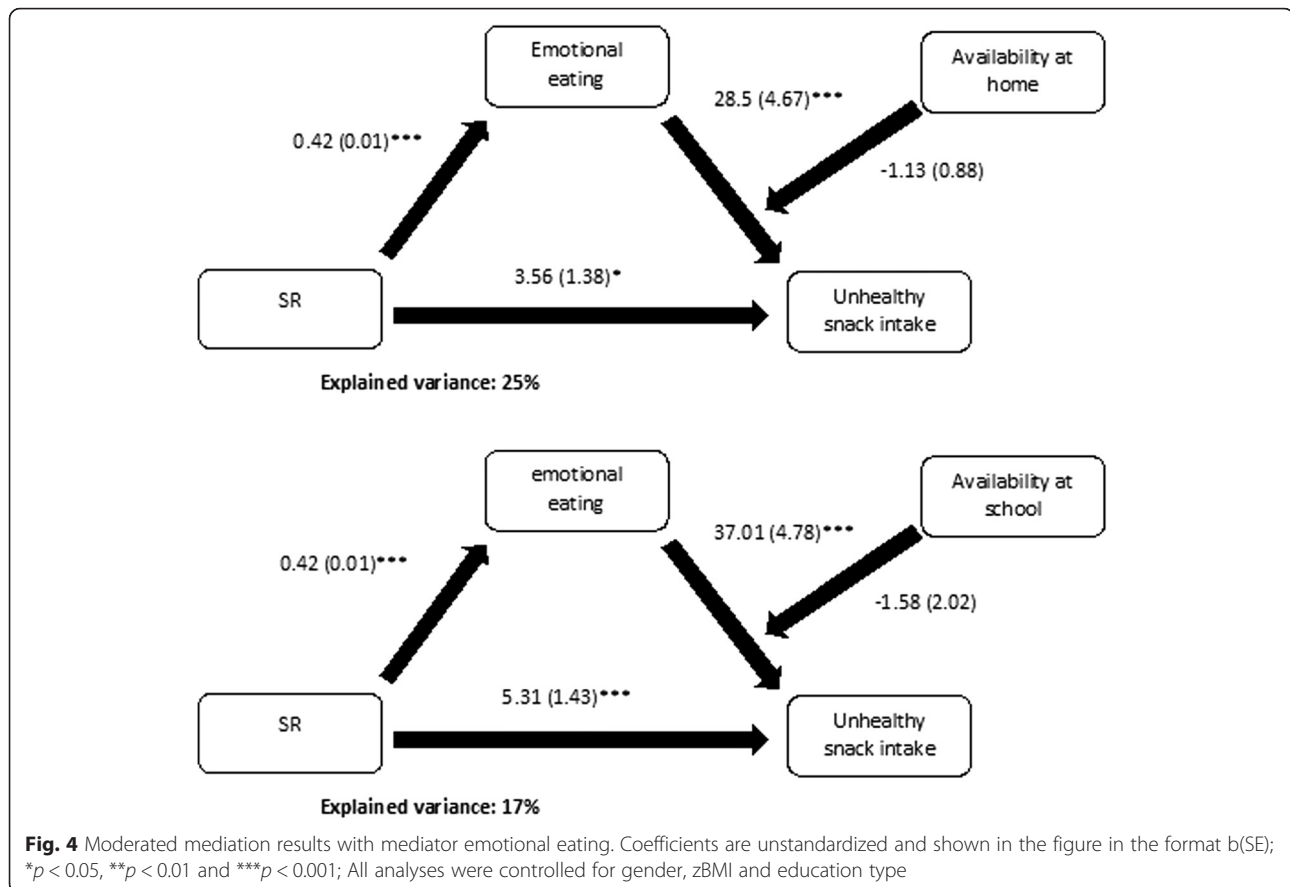 Emotional
eating
Availability at
home
28.5 (4.67)***
0.42 (0.01)***
-1.13 (0.88)
SR
3.56 (1.38)*
Unhealthy
snack intake
Explained variance: 25%
emotional
eating
Availability at
school
37.01 (4.78)***
0.42 (0.01)***
-1.58 (2.02)
SR
5.31 (1.43)***
Unhealthy
snack intake
Explained variance: 17%
Fig. 4 Moderated mediation results with mediator emotional eating. Coefficients are unstandardized and shown in the figure in the format b(SE);
*p < 0.05, **p < 0.01 and ***p < 0.001; All analyses were controlled for gender, zBMI and education type